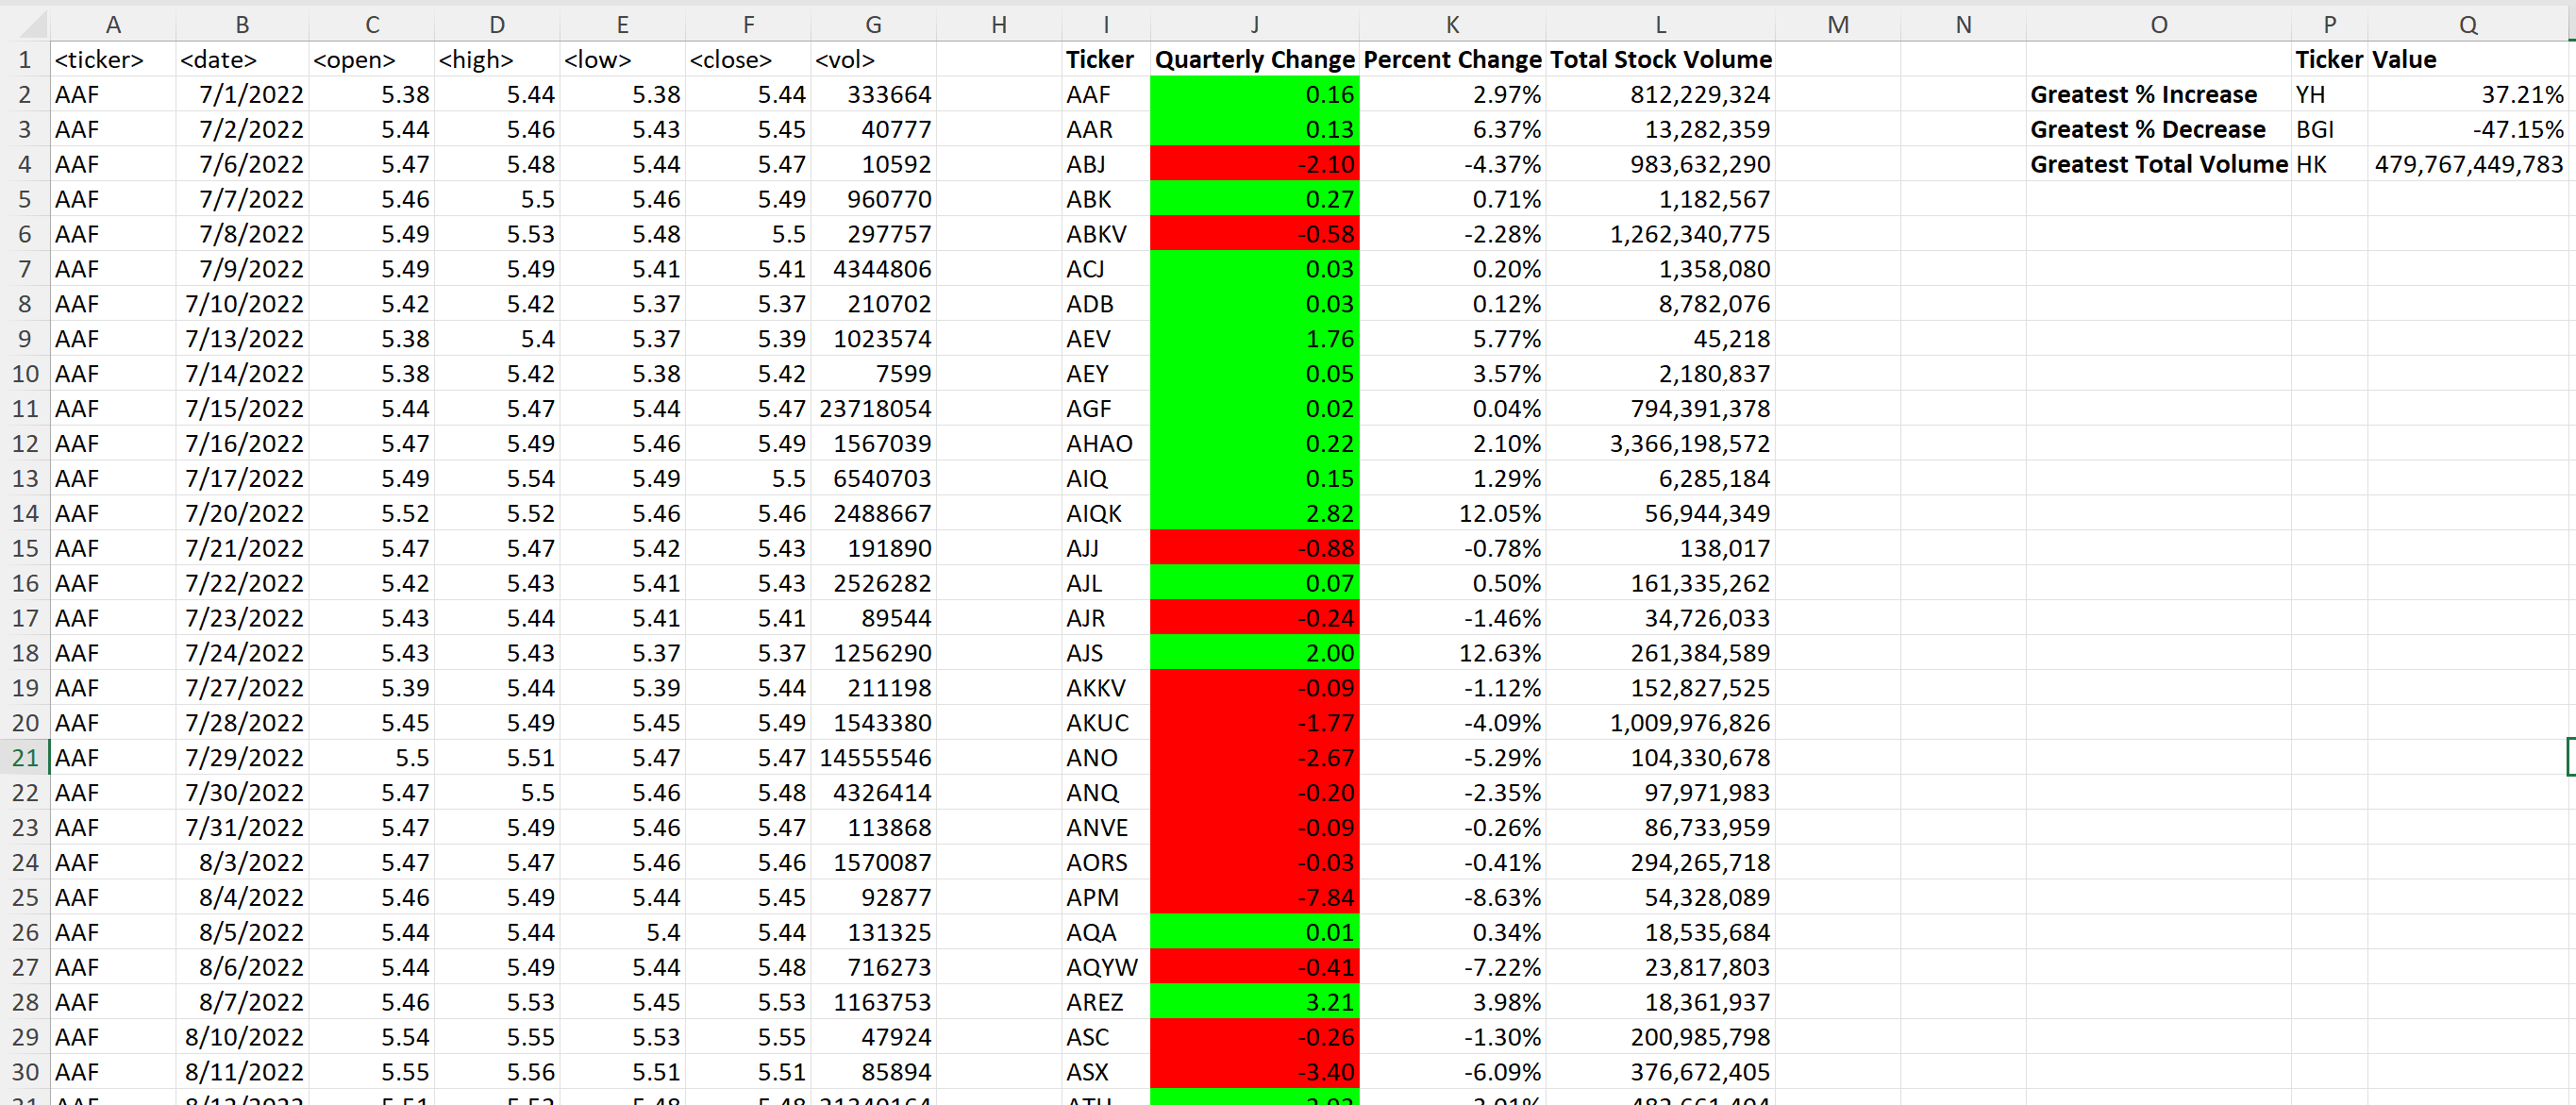 A B C D E F G H I J K L M N O P Q
1 <ticker> <date> <open> <high> <low> <close> <vol> Ticker Quarterly Change Percent Change Total Stock Volume Ticker Value
2 AAF 7/1/2022 5.38 5.44 5.38 5.44 333664 AAF 0.16 2.97% 812,229,324 Greatest % Increase YH 37.21%
3 AAF 7/2/2022 5.44 5.46 5.43 5.45 40777 AAR 0.13 6.37% 13,282,359 Greatest % Decrease BGI -47.15%
4 AAF 7/6/2022 5.47 5.48 5.44 5.47 10592 ABJ -2.10 -4.37% 983,632,290 Greatest Total Volume HK 479,767,449,783
5 AAF 7/7/2022 5.46 5.5 5.46 5.49 960770 ABK 0.27 0.71% 1,182,567
6 AAF 7/8/2022 5.49 5.53 5.48 5.5 297757 ABKV -0.58 -2.28% 1,262,340,775
7 AAF 7/9/2022 5.49 5.49 5.41 5.41 4344806 ACJ 0.03 0.20% 1,358,080
8 AAF 7/10/2022 5.42 5.42 5.37 5.37 210702 ADB 0.03 0.12% 8,782,076
9 AAF 7/13/2022 5.38 5.4 5.37 5.39 1023574 AEV 1.76 5.77% 45,218
10 AAF 7/14/2022 5.38 5.42 5.38 5.42 7599 AEY 0.05 3.57% 2,180,837
11 AAF 7/15/2022 5.44 5.47 5.44 5.47 23718054 AGF 0.02 0.04% 794,391,378
12 AAF 7/16/2022 5.47 5.49 5.46 5.49 1567039 AHAO 0.22 2.10% 3,366,198,572
13 AAF 7/17/2022 5.49 5.54 5.49 5.5 6540703 AIQ 0.15 1.29% 6,285,184
14 AAF 7/20/2022 5.52 5.52 5.46 5.46 2488667 AIQK 2.82 12.05% 56,944,349
15 AAF 7/21/2022 5.47 5.47 5.42 5.43 191890 AJJ -0.88 -0.78% 138,017
16 AAF 7/22/2022 5.42 5.43 5.41 5.43 2526282 AJL 0.07 0.50% 161,335,262
17 AAF 7/23/2022 5.43 5.44 5.41 5.41 89544 AJR -0.24 -1.46% 34,726,033
18 AAF 7/24/2022 5.43 5.43 5.37 5.37 1256290 AJS 2.00 12.63% 261,384,589
19 AAF 7/27/2022 5.39 5.44 5.39 5.44 211198 AKKV -0.09 -1.12% 152,827,525
20 AAF 7/28/2022 5.45 5.49 5.45 5.49 1543380 AKUC -1.77 -4.09% 1,009,976,826
21 AAF 7/29/2022 5.5 5.51 5.47 5.47 14555546 ANO -2.67 -5.29% 104,330,678
22 AAF 7/30/2022 5.47 5.5 5.46 5.48 4326414 ANQ -0.20 -2.35% 97,971,983
23 AAF 7/31/2022 5.47 5.49 5.46 5.47 113868 ANVE -0.09 -0.26% 86,733,959
24 AAF 8/3/2022 5.47 5.47 5.46 5.46 1570087 AORS -0.03 -0.41% 294,265,718
25 AAF 8/4/2022 5.46 5.49 5.44 5.45 92877 APM -7.84 -8.63% 54,328,089
26 AAF 8/5/2022 5.44 5.44 5.4 5.44 131325 AQA 0.01 0.34% 18,535,684
27 AAF 8/6/2022 5.44 5.49 5.44 5.48 716273 AQYW -0.41 -7.22% 23,817,803
28 AAF 8/7/2022 5.46 5.53 5.45 5.53 1163753 AREZ 3.21 3.98% 18,361,937
29 AAF 8/10/2022 5.54 5.55 5.53 5.55 47924 ASC -0.26 -1.30% 200,985,798
30 AAF 8/11/2022 5.55 5.56 5.51 5.51 85894 ASX -3.40 -6.09% 376,672,405